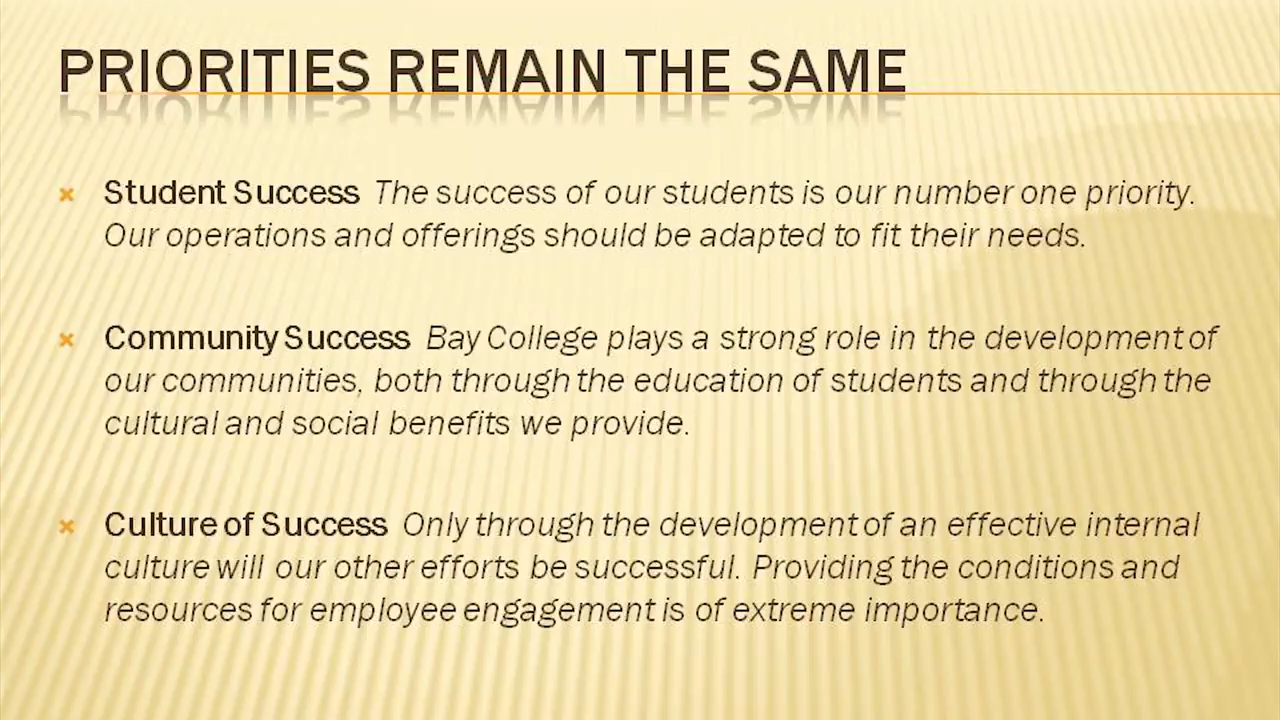 PRIORITIES REMAIN THE SAME
Student Success The success of our students is our number one priority.
Our operations and offerings should be adapted to fit their needs.
Community Success Bay College plays a strong role in the development of
our communities, both through the education of students and through the
cultural and social benefits we provide.
Culture of Success Only through the development of an effective internal
culture will our other efforts be successful. Providing the conditions and
resources for employee engagement is of extreme importance.